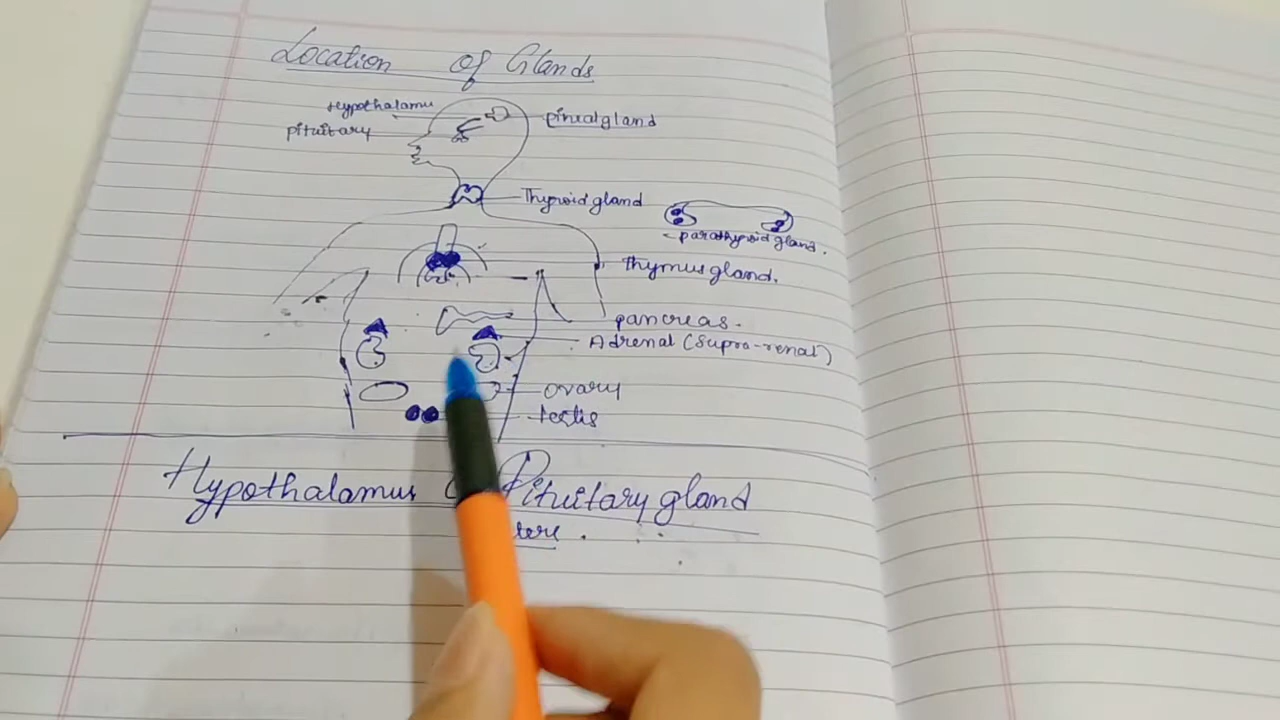 Location of Glands
Hypothalamu
pituitary
pinealgland
Thyroid gland
parathyroid gland.
Thymus gland.
pancreas.
Adrenal (supra-renal)
ovary
testis
Hypothalamus Pituitary gland